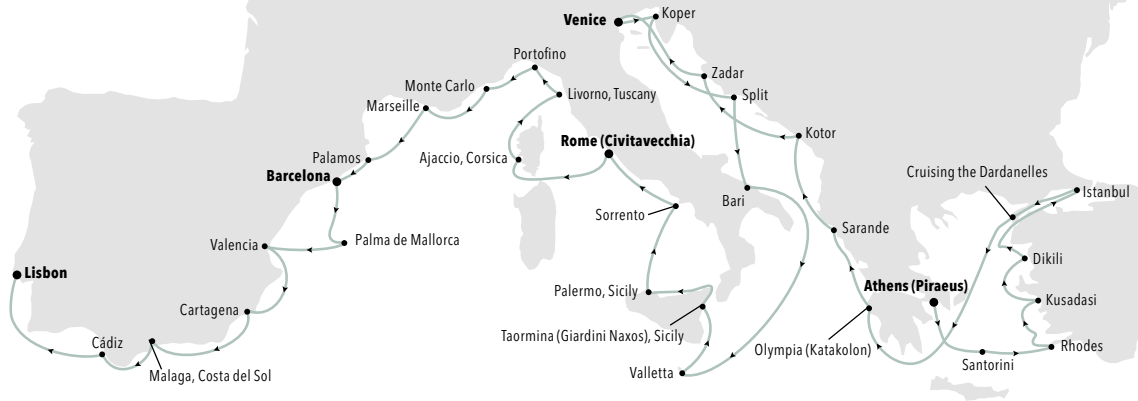 Venice
Koper
Portofino
Monte Carlo
Zadar
Livorno, Tuscany
Split
Marseille
Kotor
Rome (Civitavecchia)
Palamos
Ajaccio, Corsica
Barcelona
Cruising the Dardanelles
Istanbul
Bari
Sorrento
Sarande
Palma de Mallorca
Valencia
Dikili
Lisbon
Athens (Piraeus)
Palermo, Sicily
Kusadasi
Cartagena
Taormina (Giardini Naxos), Sicily
Cádiz
Olympia (Katakolon)
Rhodes
Santorini
Malaga, Costa del Sol
Valletta